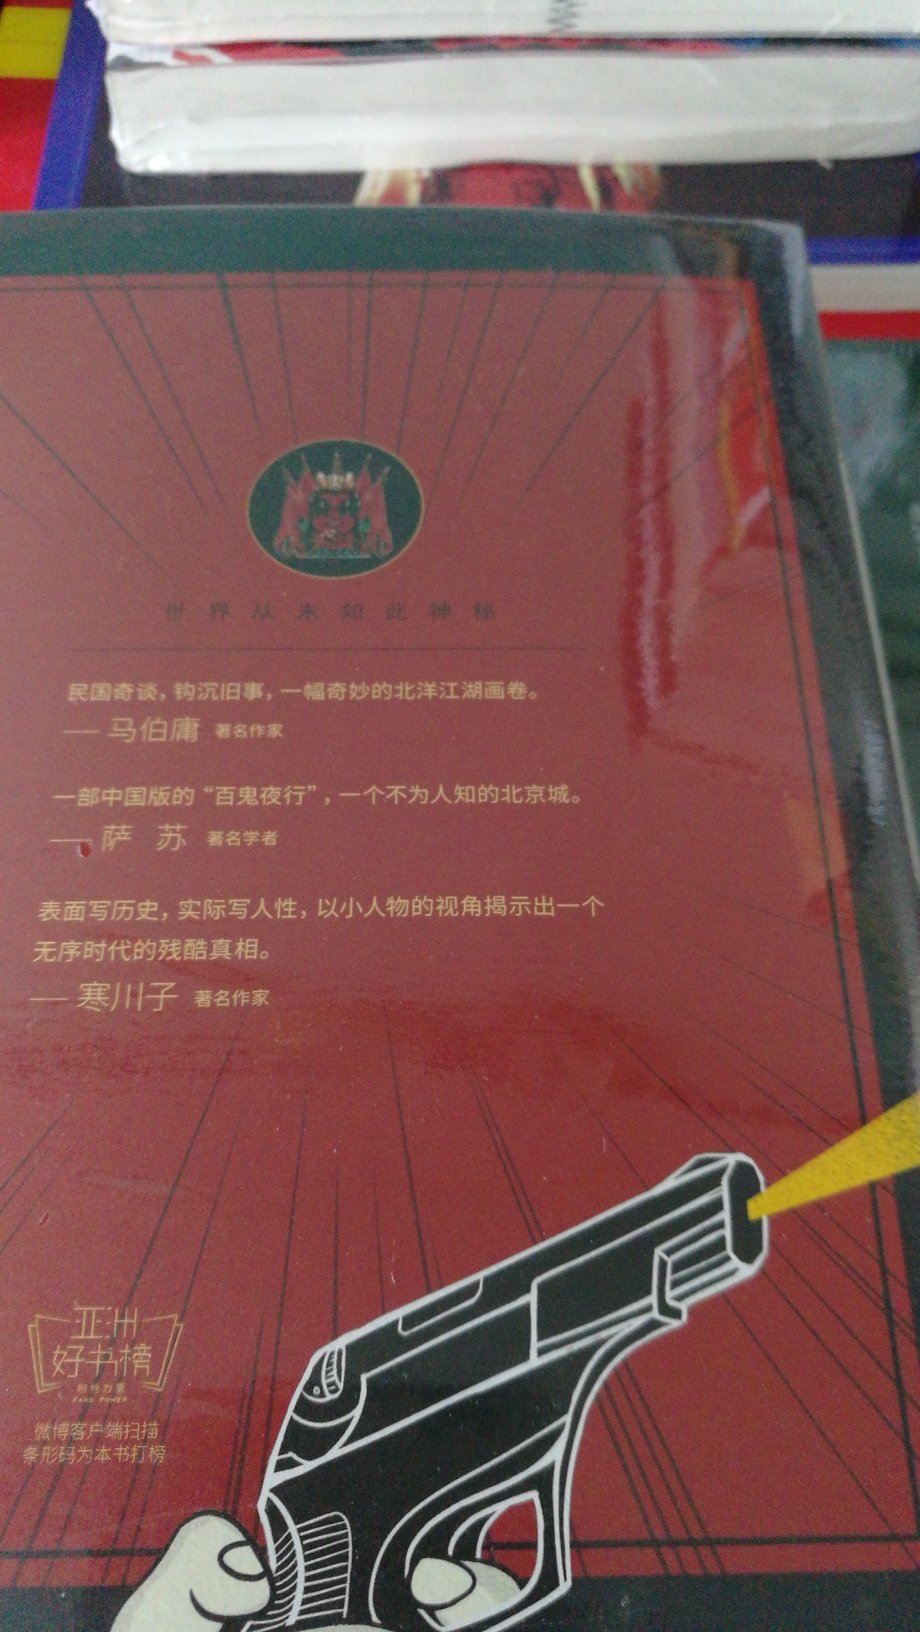 世界从未如此神秘
民国奇谈，钩沉旧事，一幅奇妙的北洋江湖画卷。
—— 马伯庸 著名作家
一部中国版的“百鬼夜行”，一个不为人知的北京城。
—— 萨 苏 著名学者
表面写历史，实际写人性，以小人物的视角揭示出一个
无序时代的残酷真相。
—— 寒川子 著名作家
亚洲
好书榜
粉丝力量
FANS POWER
微博客户端扫描
条形码为本书打榜